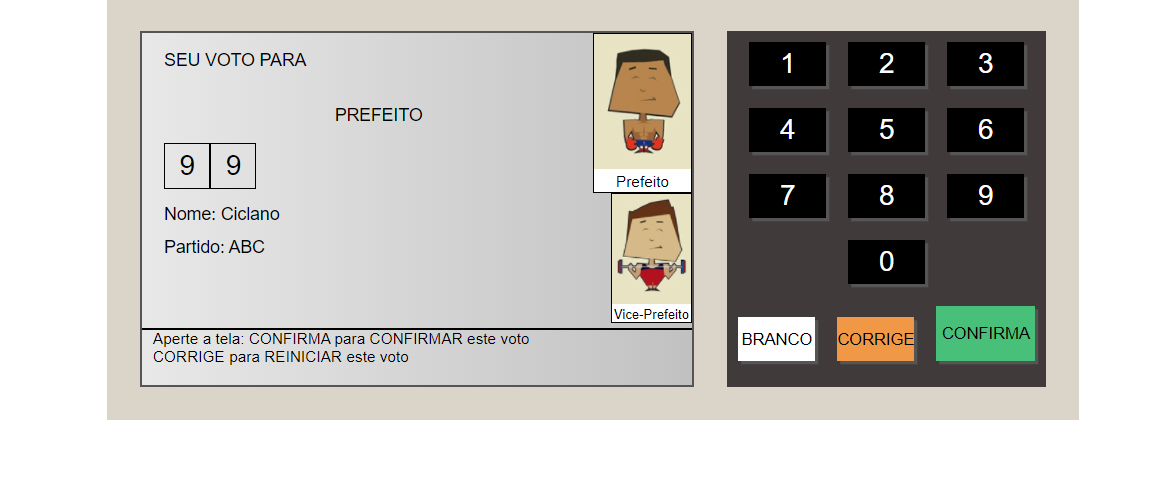 SEU VOTO PARA
PREFEITO
9 9
Nome: Ciclano
Partido: ABC
Prefeito
Vice-Prefeito
Aperte a tela: CONFIRMA para CONFIRMAR este voto
CORRIGE para REINICIAR este voto
1 2 3
4 5 6
7 8 9
0
BRANCO CORRIGE CONFIRMA